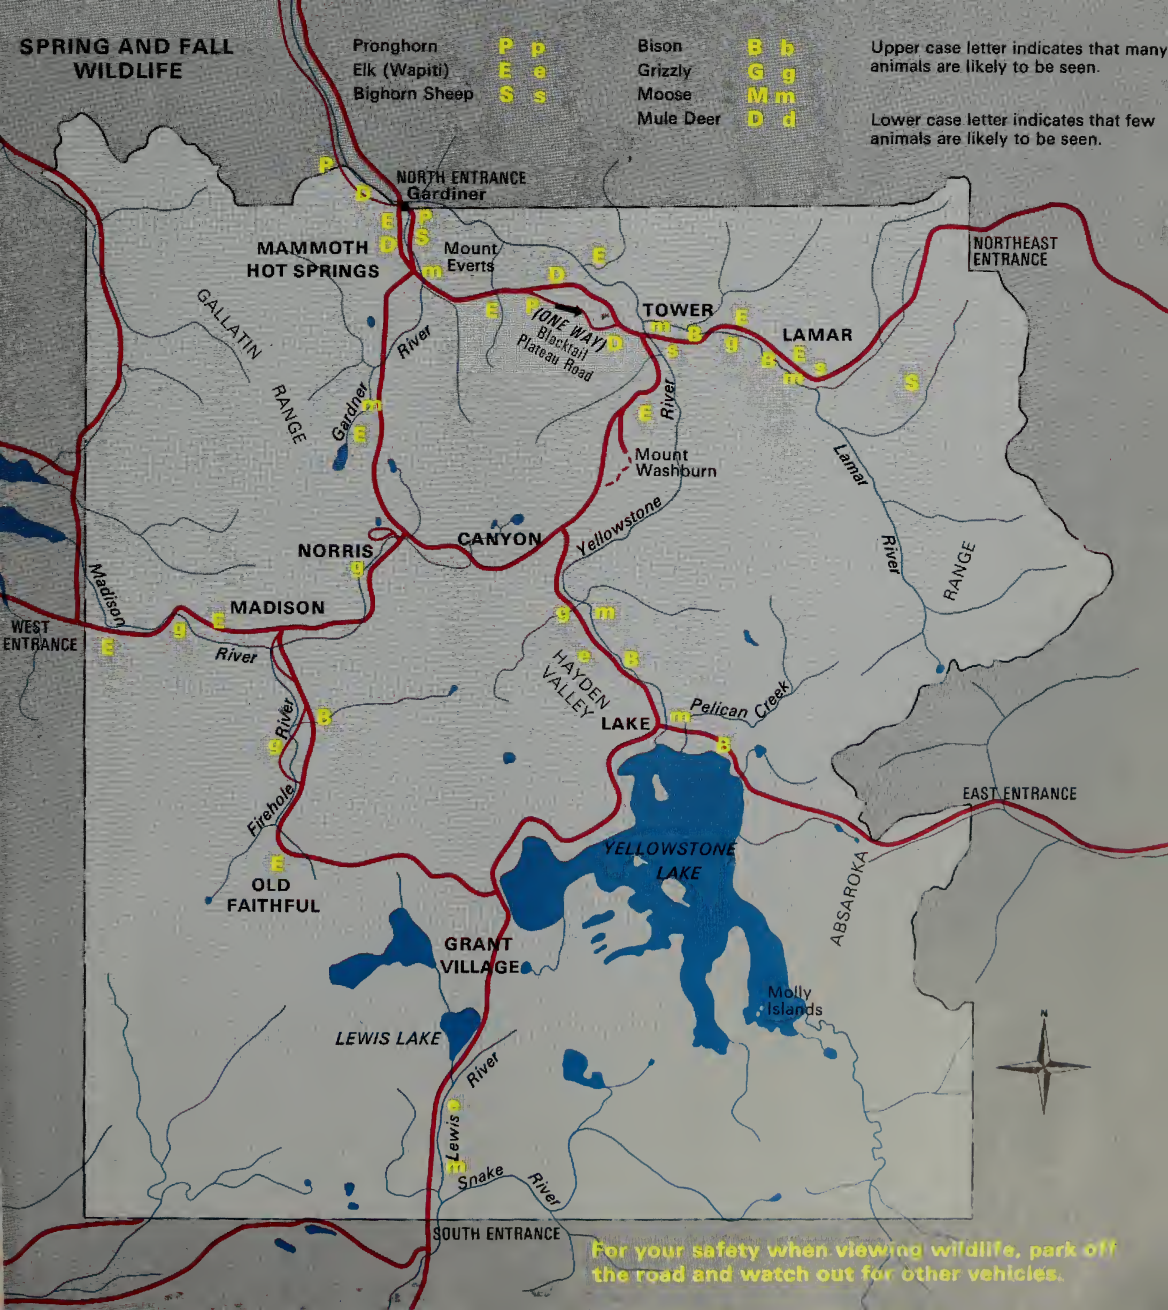 SPRING AND FALL
WILDLIFE
Pronghorn P p
Elk (Wapiti) E e
Bighorn Sheep S s
Bison B b
Grizzly G g
Moose M m
Mule Deer D d
Upper case letter indicates that many
animals are likely to be seen.
Lower case letter indicates that few
animals are likely to be seen.
P
NORTH ENTRANCE
D
Gardiner
E
P
S
D
MAMMOTH
HOT SPRINGS
m
Mount
Everts
E
D
NORTHEAST
ENTRANCE
GALLATIN
RANGE
E
P
(ONE WAY)
Blacktail
Plateau Road
D
TOWER
m
s
B
E
g
LAMAR
B
E
s
m
S
River
Gardner
m
E
E
River
Mount
Washburn
Lamar
River
Yellowstone
CANYON
NORRIS
g
RANGE
Madison
MADISON
WEST
ENTRANCE
E
g
E
River
g
m
e
B
HAYDEN
VALLEY
River
B
g
Pelican Creek
m
LAKE
B
Firehole
EAST ENTRANCE
YELLOWSTONE
LAKE
E
OLD
FAITHFUL
ABSAROKA
GRANT
VILLAGE
Molly
Islands
LEWIS LAKE
N
River
e
Lewis
m
Snake
River
SOUTH ENTRANCE
For your safety when viewing wildlife, park off
the road and watch out for other vehicles.